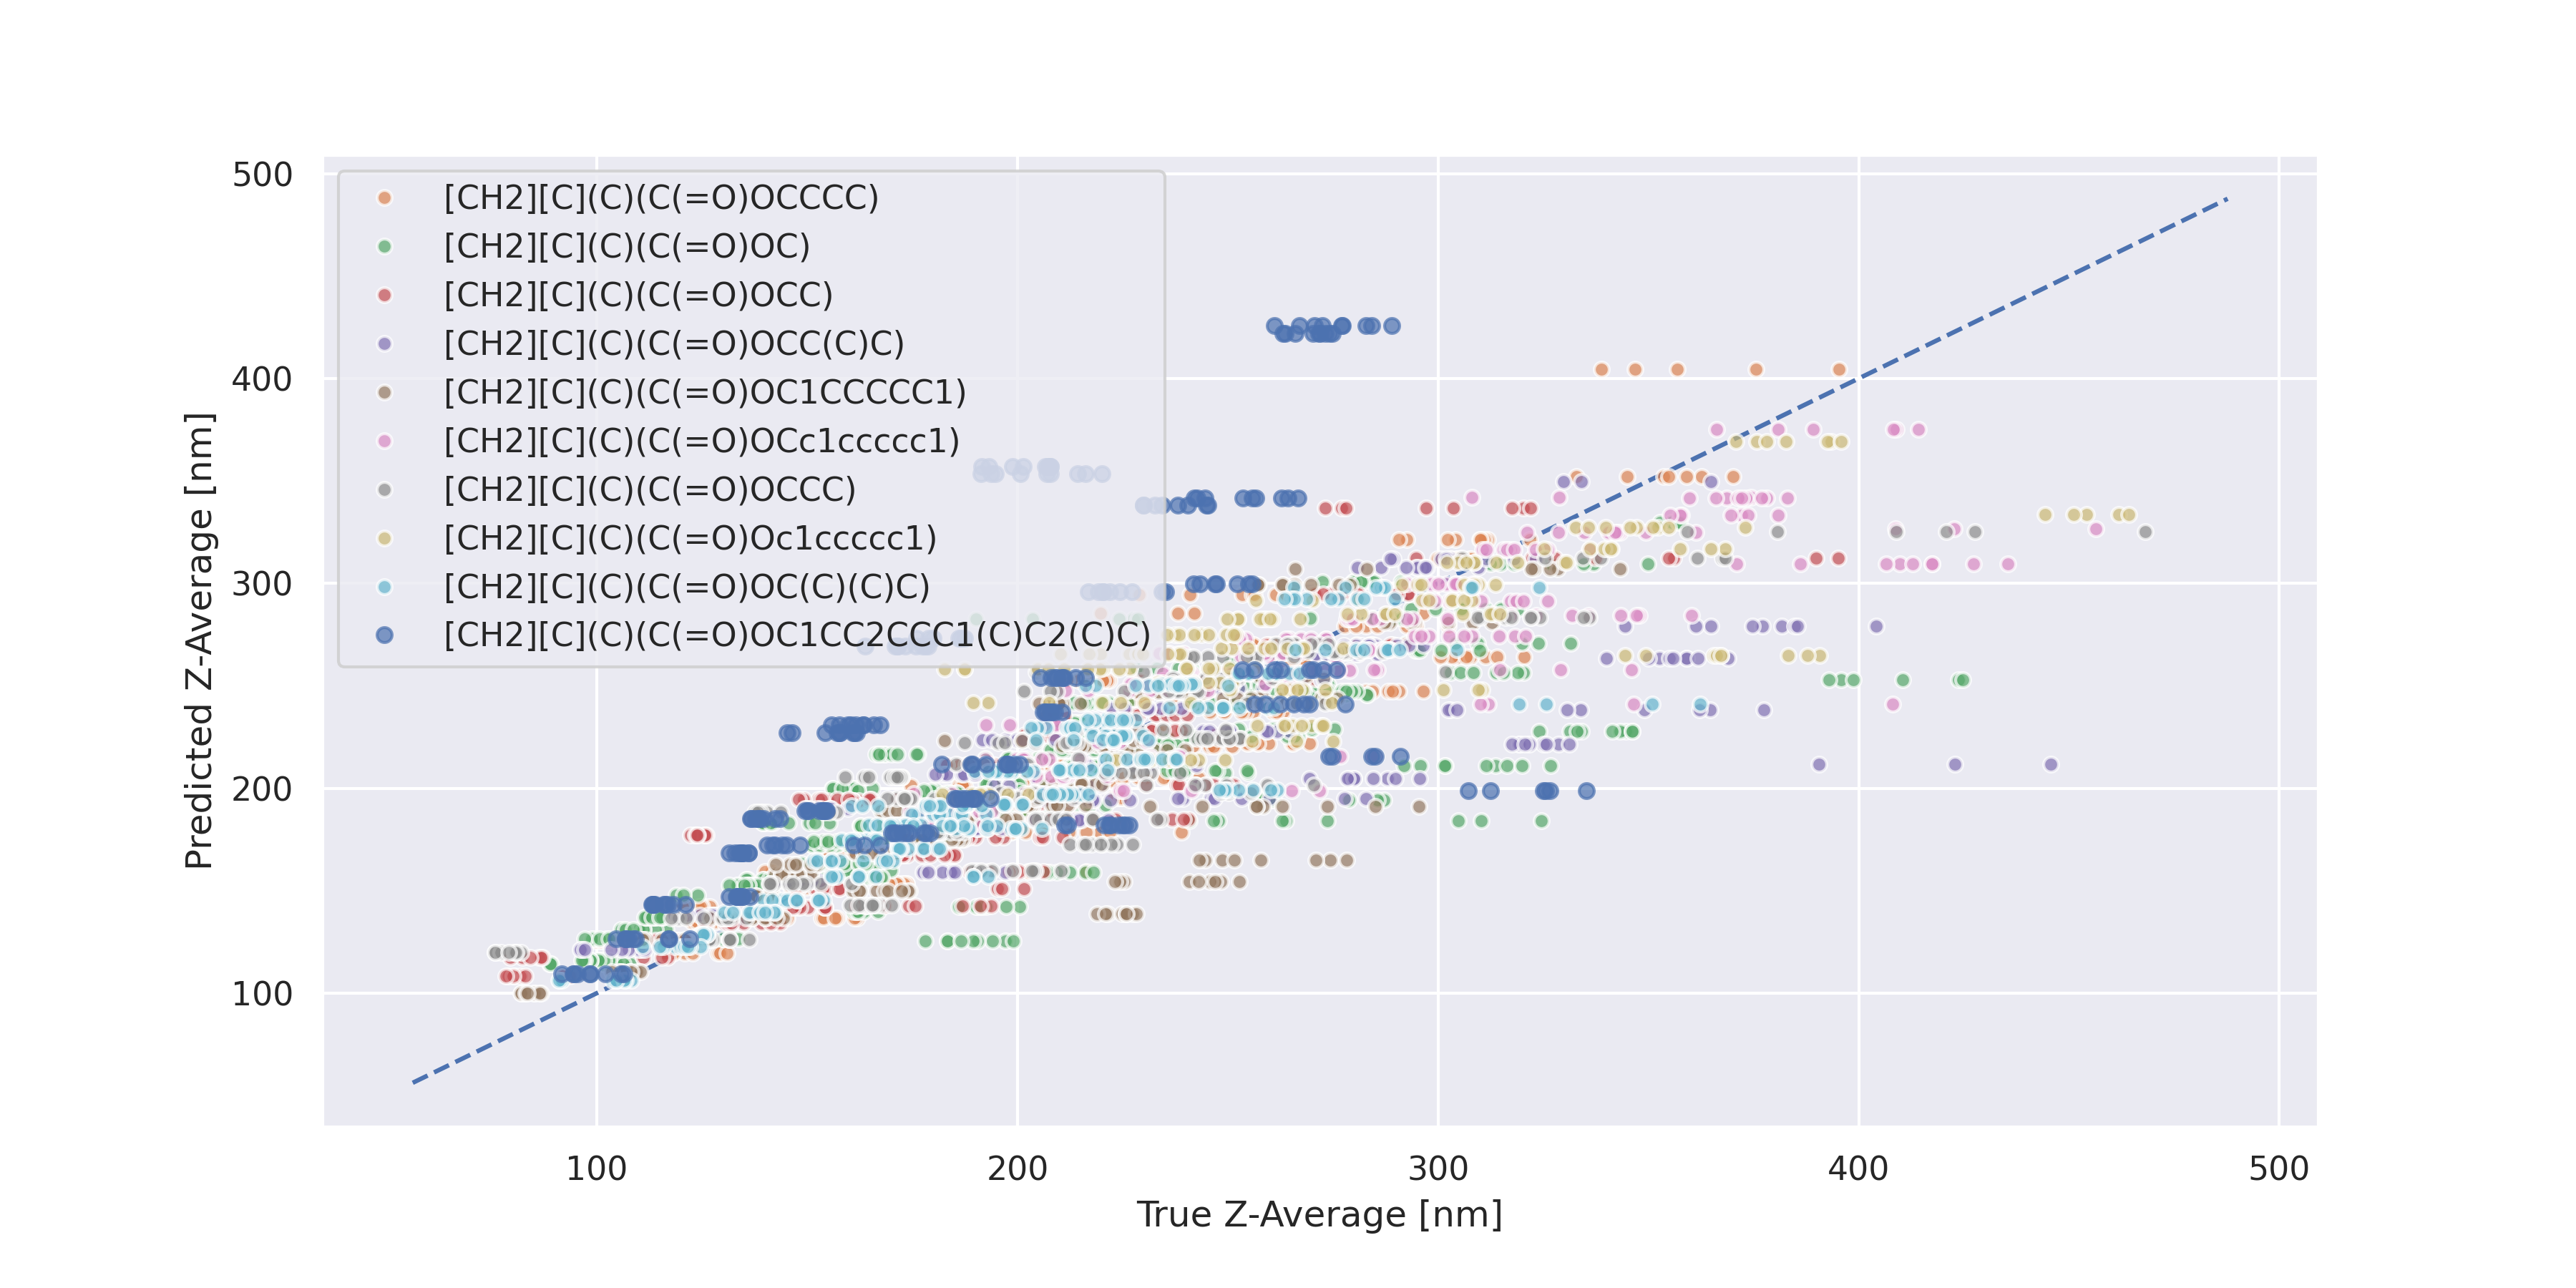 500
400
300
200
100
Predicted Z-Average [nm]
[CH2][C](C)(C(=O)OCCCC)
[CH2][C](C)(C(=O)OC)
[CH2][C](C)(C(=O)OCC)
[CH2][C](C)(C(=O)OCC(C)C)
[CH2][C](C)(C(=O)OC1CCCCC1)
[CH2][C](C)(C(=O)OCc1ccccc1)
[CH2][C](C)(C(=O)OCCC)
[CH2][C](C)(C(=O)Oc1ccccc1)
[CH2][C](C)(C(=O)OC(C)(C)C)
[CH2][C](C)(C(=O)OC1CC2CCC1(C)C2(C)C)
100 200 300 400 500
True Z-Average [nm]